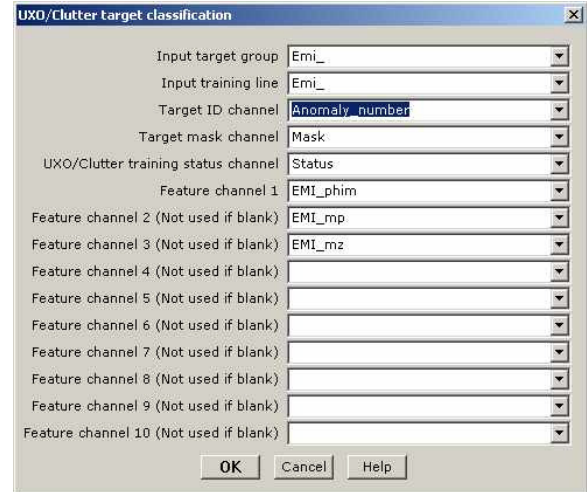 UXO/Clutter target classification
Input target group Emi_
Input training line Emi_
Target ID channel Anomaly_number
Target mask channel Mask
UXO/Clutter training status channel Status
Feature channel 1 EMI_phim
Feature channel 2 (Not used if blank) EMI_mp
Feature channel 3 (Not used if blank) EMI_mz
Feature channel 4 (Not used if blank)
Feature channel 5 (Not used if blank)
Feature channel 6 (Not used if blank)
Feature channel 7 (Not used if blank)
Feature channel 8 (Not used if blank)
Feature channel 9 (Not used if blank)
Feature channel 10 (Not used if blank)
OK Cancel Help